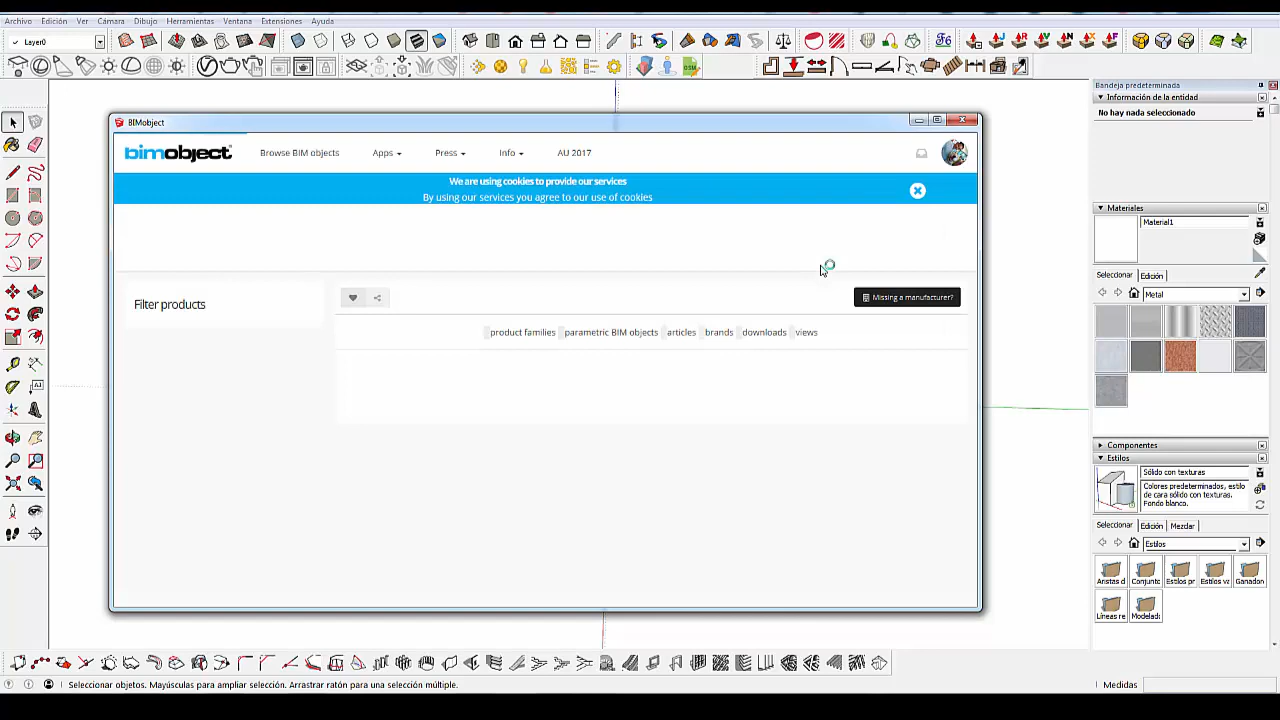 Archivo Edición Ver Cámara Dibujo Herramientas Ventana Extensiones Ayuda
Layer0
BIMobject
bimobject Browse BIM objects Apps Press Info AU 2017
We are using cookies to provide our services
By using our services you agree to our use of cookies
Filter products
Missing a manufacturer?
product families parametric BIM objects articles brands downloads views
Bandeja predeterminada
Información de la entidad
No hay nada seleccionado
Materiales
Material1
Seleccionar Edición
Metal
Componentes
Estilos
Sólido con texturas
Colores predeterminados, estilo
de cara sólido con texturas.
Fondo blanco.
Seleccionar Edición Mezclar
Estilos
Aristas d Conjunto Estilos pr Estilos va Ganadon
Líneas re Modelado
Seleccionar objetos. Mayúsculas para ampliar selección. Arrastrar ratón para una selección múltiple.
Medidas